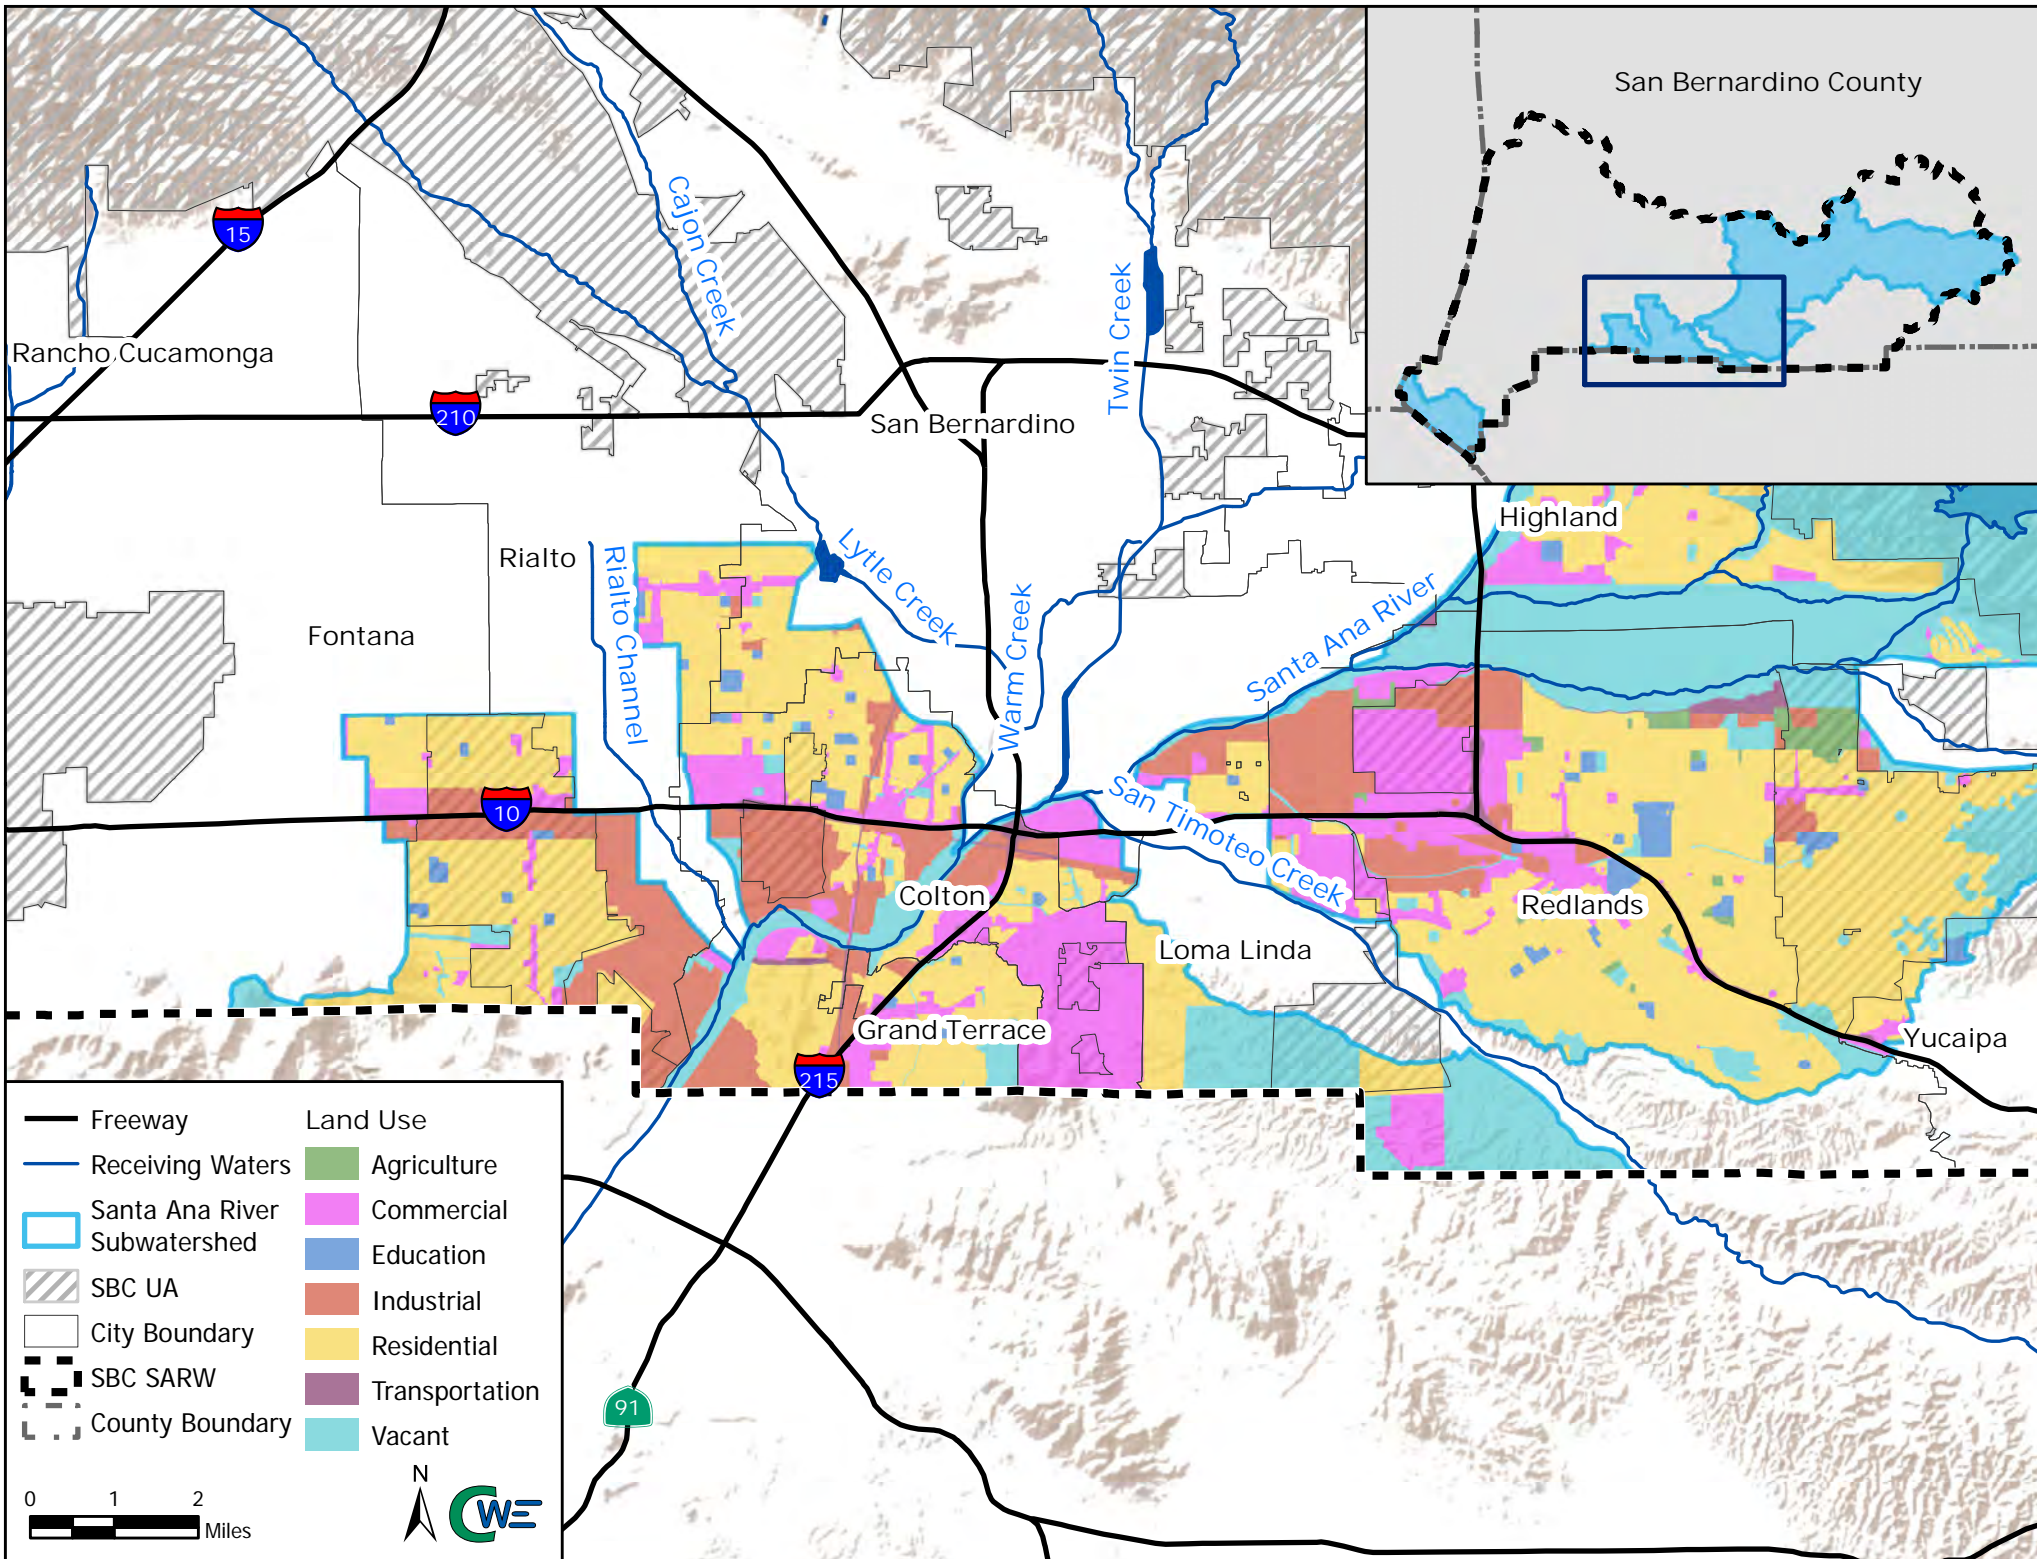 San Bernardino County
Cajon Creek
15
Twin Creek
Rancho Cucamonga
210
San Bernardino
Highland
Rialto
Rialto Channel
Lytle Creek
Warm Creek
Santa Ana River
Fontana
10
San Timoteo Creek
Colton
Redlands
Loma Linda
Grand Terrace
Yucaipa
215
91
Freeway
Receiving Waters
Santa Ana River
Subwatershed
SBC UA
City Boundary
SBC SARW
County Boundary
Land Use
Agriculture
Commercial
Education
Industrial
Residential
Transportation
Vacant
0 1 2
Miles
N
CWE